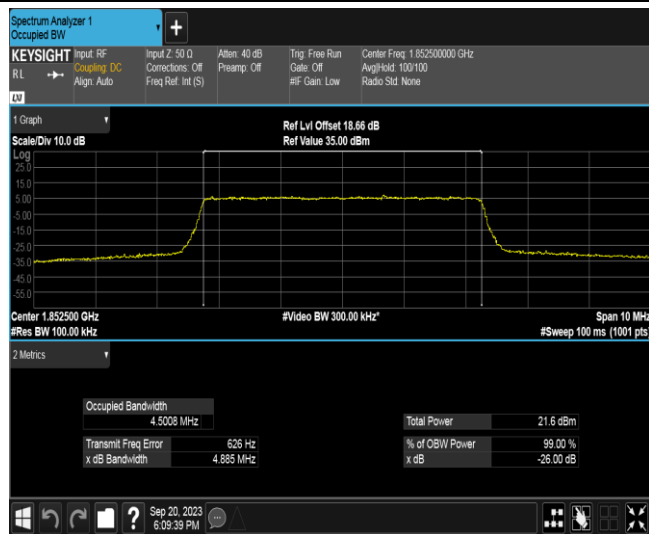 Spectrum Analyzer 1
Occupied BW
+
KEYSIGHT
RL
LXI
Input: RF
Coupling: DC
Align: Auto
Input Z: 50 Ω
Corrections: Off
Freq Ref: Int (S)
Atten: 40 dB
Preamp: Off
Trig: Free Run
Gate: Off
#IF Gain: Low
Center Freq: 1.852500000 GHz
Avg|Hold: 100/100
Radio Std: None
1 Graph
Scale/Div 10.0 dB
Ref Lvl Offset 18.66 dB
Ref Value 35.00 dBm
Log
25.0
15.0
5.00
-5.00
-15.0
-25.0
-35.0
-45.0
-55.0
Center 1.852500 GHz
#Res BW 100.00 kHz
#Video BW 300.00 kHz*
Span 10 MHz
#Sweep 100 ms (1001 pts)
2 Metrics
Occupied Bandwidth
4.5008 MHz
Total Power 21.6 dBm
Transmit Freq Error 626 Hz
% of OBW Power 99.00 %
x dB Bandwidth 4.885 MHz
x dB -26.00 dB
?
Sep 20, 2023
6:09:39 PM